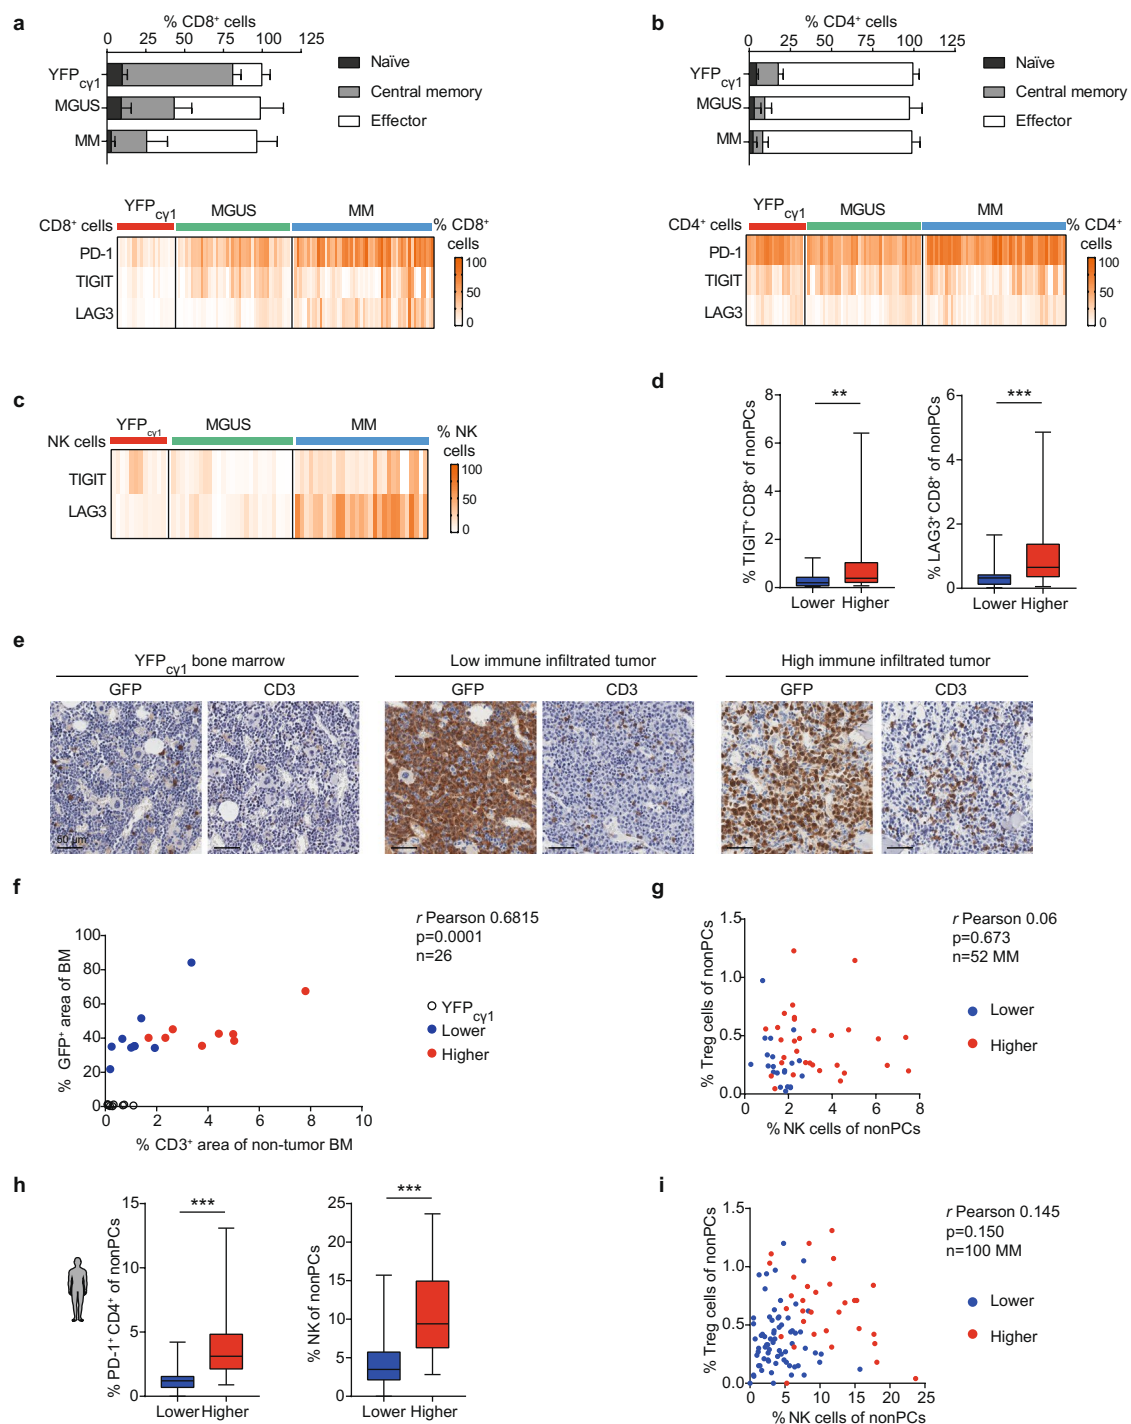 a
% CD8⁺ cells
0 25 50 75 100 125
YFPcγ1
MGUS
MM
Naïve
Central memory
Effector
CD8⁺ cells
YFPcγ1
MGUS
MM
% CD8⁺
cells
PD-1
TIGIT
LAG3
100
50
0
b
% CD4⁺ cells
0 25 50 75 100 125
YFPcγ1
MGUS
MM
Naïve
Central memory
Effector
CD4⁺ cells
YFPcγ1
MGUS
MM
% CD4⁺
cells
PD-1
TIGIT
LAG3
100
50
0
c
NK cells
YFPcγ1
MGUS
MM
% NK
cells
TIGIT
LAG3
100
50
0
d
% TIGIT⁺ CD8⁺ of nonPCs
8
6
4
2
0
**
Lower Higher
% LAG3⁺ CD8⁺ of nonPCs
6
4
2
0
***
Lower Higher
e
YFPcγ1 bone marrow
Low immune infiltrated tumor
High immune infiltrated tumor
GFP CD3
GFP CD3
GFP CD3
60 µm
f
% GFP⁺ area of BM
100
80
60
40
20
0
0 2 4 6 8 10
% CD3⁺ area of non-tumor BM
r Pearson 0.6815
p=0.0001
n=26
YFPcγ1
Lower
Higher
g
% Treg cells of nonPCs
1.5
1.0
0.5
0.0
0 2 4 6 8
% NK cells of nonPCs
r Pearson 0.06
p=0.673
n=52 MM
Lower
Higher
h
% PD-1⁺ CD4⁺ of nonPCs
15
10
5
0
***
Lower Higher
% NK of nonPCs
25
20
15
10
5
0
***
Lower Higher
i
% Treg cells of nonPCs
1.5
1.0
0.5
0.0
0 5 10 15 20 25
% NK cells of nonPCs
r Pearson 0.145
p=0.150
n=100 MM
Lower
Higher